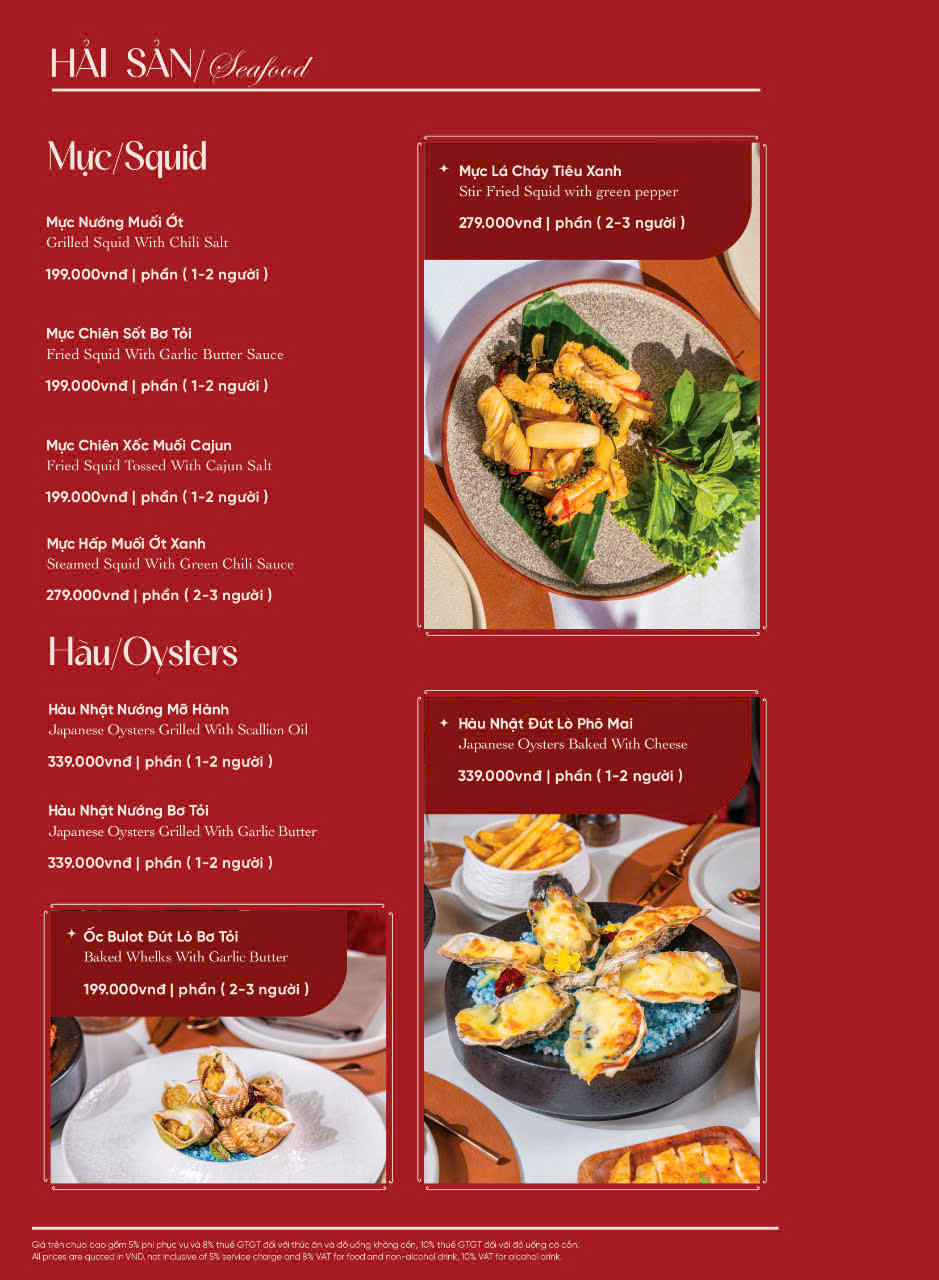 HẢI SẢN/Seafood
Mực/Squid
Mực Nướng Muối Ớt
Grilled Squid With Chili Salt
199.000vnđ | phần ( 1-2 người )
Mực Chiên Sốt Bơ Tỏi
Fried Squid With Garlic Butter Sauce
199.000vnđ | phần ( 1-2 người )
Mực Chiên Xốc Muối Cajun
Fried Squid Tossed With Cajun Salt
199.000vnđ | phần ( 1-2 người )
Mực Hấp Muối Ớt Xanh
Steamed Squid With Green Chili Sauce
279.000vnđ | phần ( 2-3 người )
✦ Mực Lá Cháy Tiêu Xanh
Stir Fried Squid with green pepper
279.000vnđ | phần ( 2-3 người )
Hàu/Oysters
Hàu Nhật Nướng Mỡ Hành
Japanese Oysters Grilled With Scallion Oil
339.000vnđ | phần ( 1-2 người )
Hàu Nhật Nướng Bơ Tỏi
Japanese Oysters Grilled With Garlic Butter
339.000vnđ | phần ( 1-2 người )
✦ Hàu Nhật Đút Lò Phô Mai
Japanese Oysters Baked With Cheese
339.000vnđ | phần ( 1-2 người )
✦ Ốc Bulot Đút Lò Bơ Tỏi
Baked Whelks With Garlic Butter
199.000vnđ | phần ( 2-3 người )
Giá trên chưa bao gồm 5% phí phục vụ và 8% thuế GTGT đối với thức ăn và đồ uống không cồn, 10% thuế GTGT đối với đồ uống có cồn.
All prices are quoted in VND, not inclusive of 5% service charge and 8% VAT for food and non-alcohol drink, 10% VAT for alcohol drink.